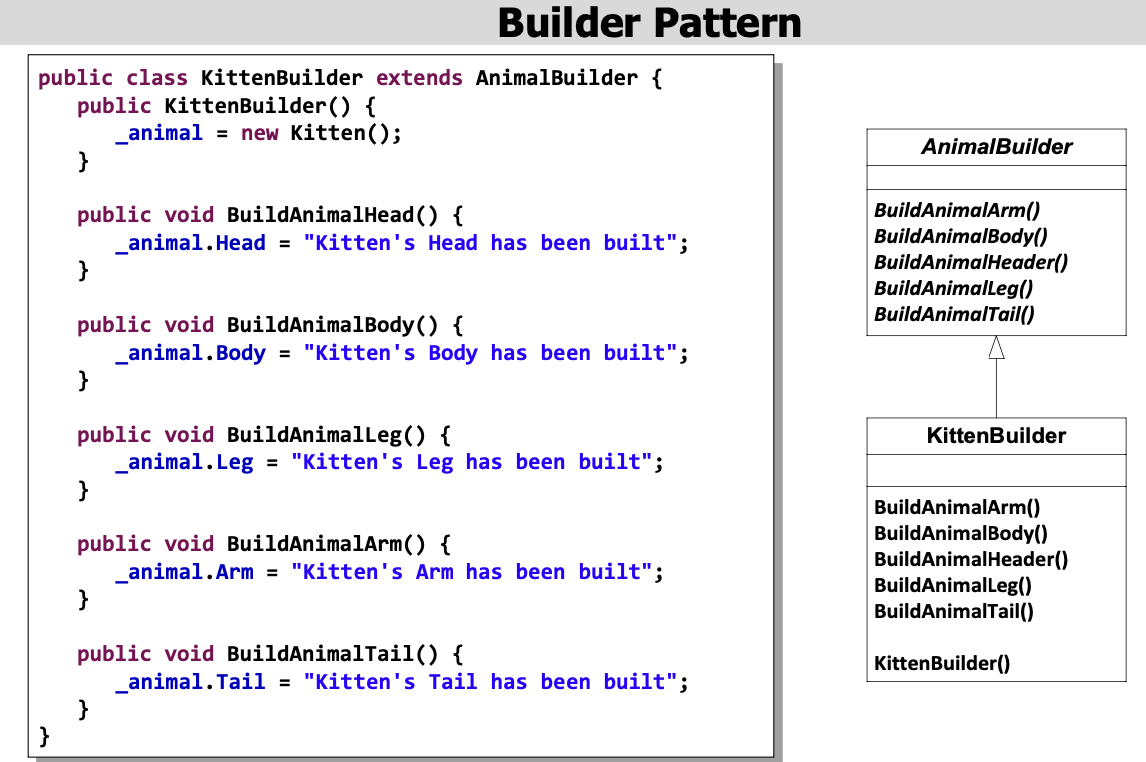 Builder Pattern
public class KittenBuilder extends AnimalBuilder {
public KittenBuilder() {
_animal = new Kitten();
}
public void BuildAnimalHead() {
_animal.Head = "Kitten's Head has been built";
}
public void BuildAnimalBody() {
_animal.Body = "Kitten's Body has been built";
}
public void BuildAnimalLeg() {
_animal.Leg = "Kitten's Leg has been built";
}
public void BuildAnimalArm() {
_animal.Arm = "Kitten's Arm has been built";
}
public void BuildAnimalTail() {
_animal.Tail = "Kitten's Tail has been built";
}
}
AnimalBuilder
BuildAnimalArm()
BuildAnimalBody()
BuildAnimalHeader()
BuildAnimalLeg()
BuildAnimalTail()
KittenBuilder
BuildAnimalArm()
BuildAnimalBody()
BuildAnimalHeader()
BuildAnimalLeg()
BuildAnimalTail()
KittenBuilder()